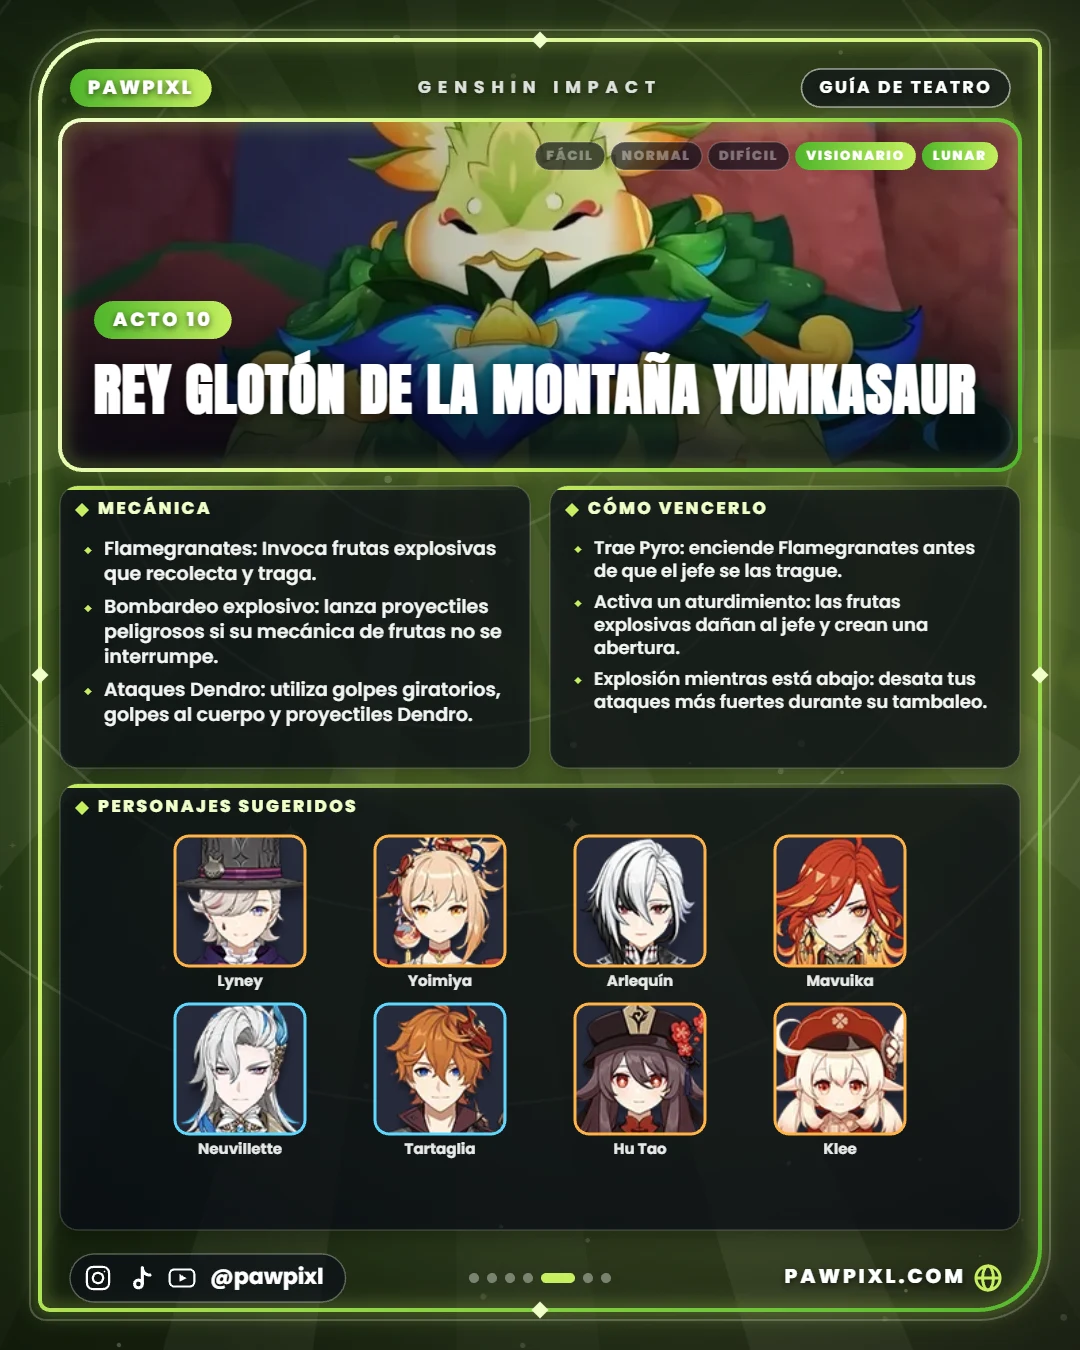 PAWPIXL
GENSHIN IMPACT
GUÍA DE TEATRO
FÁCIL
NORMAL
DIFÍCIL
VISIONARIO
LUNAR
ACTO 10
REY GLOTÓN DE LA MONTAÑA YUMKASAUR
MECÁNICA
Flamegranates: Invoca frutas explosivas
que recolecta y traga.
Bombardeo explosivo: lanza proyectiles
peligrosos si su mecánica de frutas no se
interrumpe.
Ataques Dendro: utiliza golpes giratorios,
golpes al cuerpo y proyectiles Dendro.
CÓMO VENCERLO
Trae Pyro: enciende Flamegranates antes
de que el jefe se las trague.
Activa un aturdimiento: las frutas
explosivas dañan al jefe y crean una
abertura.
Explosión mientras está abajo: desata tus
ataques más fuertes durante su tambaleo.
PERSONAJES SUGERIDOS
Lyney
Yoimiya
Arlequín
Mavuika
Neuvillette
Tartaglia
Hu Tao
Klee
@pawpixl
PAWPIXL.COM